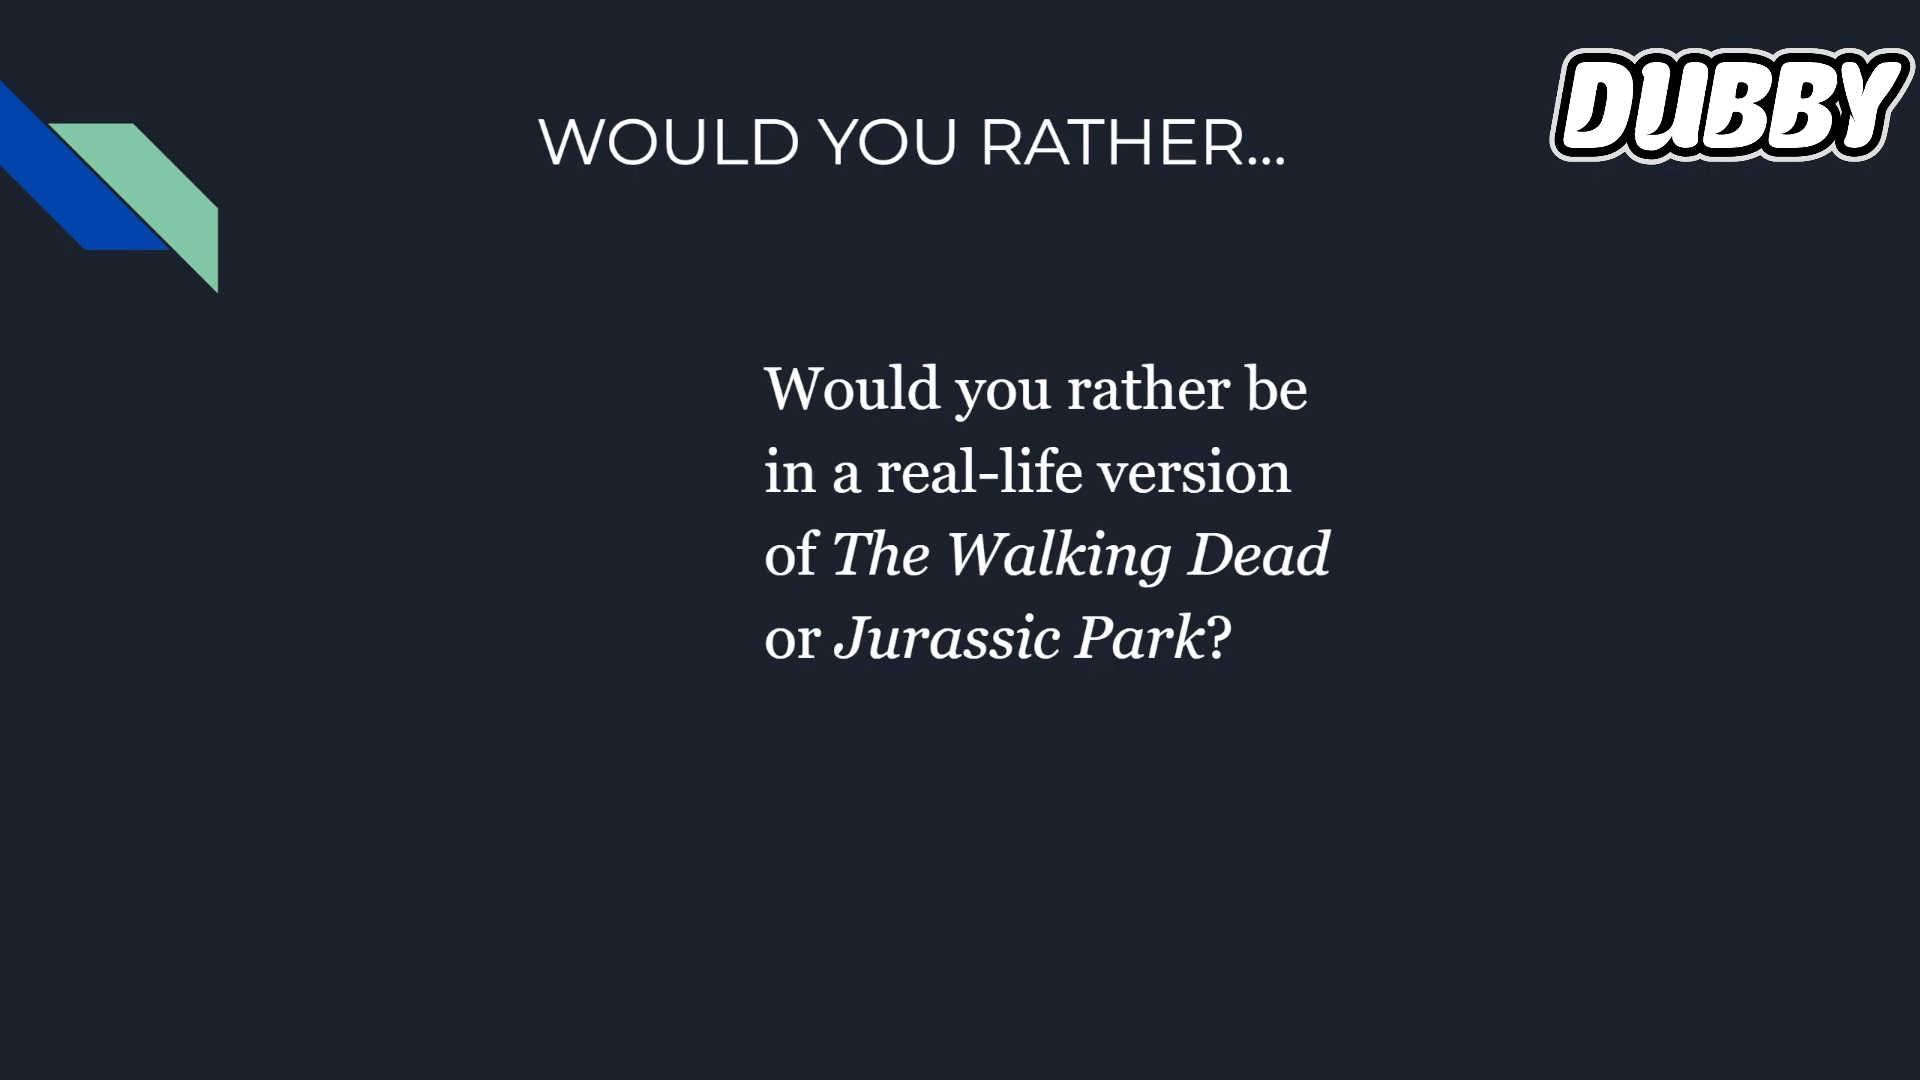 WOULD YOU RATHER...
DUBBY
Would you rather be
in a real-life version
of The Walking Dead
or Jurassic Park?